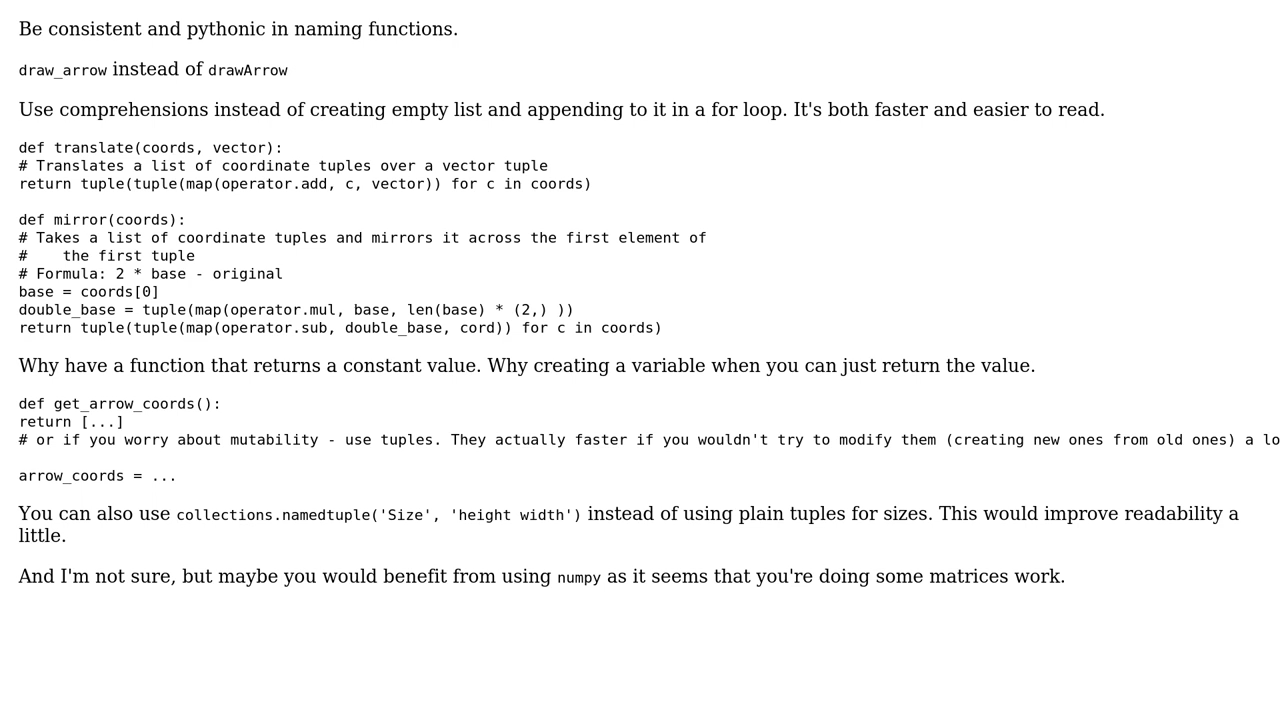 Be consistent and pythonic in naming functions.
draw_arrow instead of drawArrow
Use comprehensions instead of creating empty list and appending to it in a for loop. It's both faster and easier to read.
def translate(coords, vector):
# Translates a list of coordinate tuples over a vector tuple
return tuple(tuple(map(operator.add, c, vector)) for c in coords)
def mirror(coords):
# Takes a list of coordinate tuples and mirrors it across the first element of
#    the first tuple
# Formula: 2 * base - original
base = coords[0]
double_base = tuple(map(operator.mul, base, len(base) * (2,) ))
return tuple(tuple(map(operator.sub, double_base, cord)) for c in coords)
Why have a function that returns a constant value. Why creating a variable when you can just return the value.
def get_arrow_coords():
return [...]
# or if you worry about mutability - use tuples. They actually faster if you wouldn't try to modify them (creating new ones from old ones) a lo
arrow_coords = ...
You can also use collections.namedtuple('Size', 'height width') instead of using plain tuples for sizes. This would improve readability a
little.
And I'm not sure, but maybe you would benefit from using numpy as it seems that you're doing some matrices work.